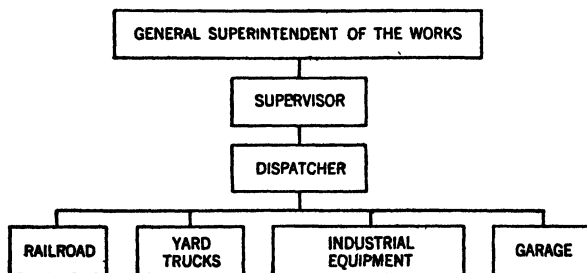 GENERAL SUPERINTENDENT OF THE WORKS
SUPERVISOR
DISPATCHER
RAILROAD
YARD
TRUCKS
INDUSTRIAL
EQUIPMENT
GARAGE